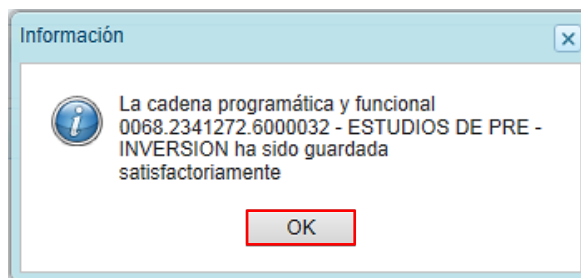 Información
La cadena programática y funcional
0068.2341272.6000032 - ESTUDIOS DE PRE -
INVERSION ha sido guardada
satisfactoriamente
OK